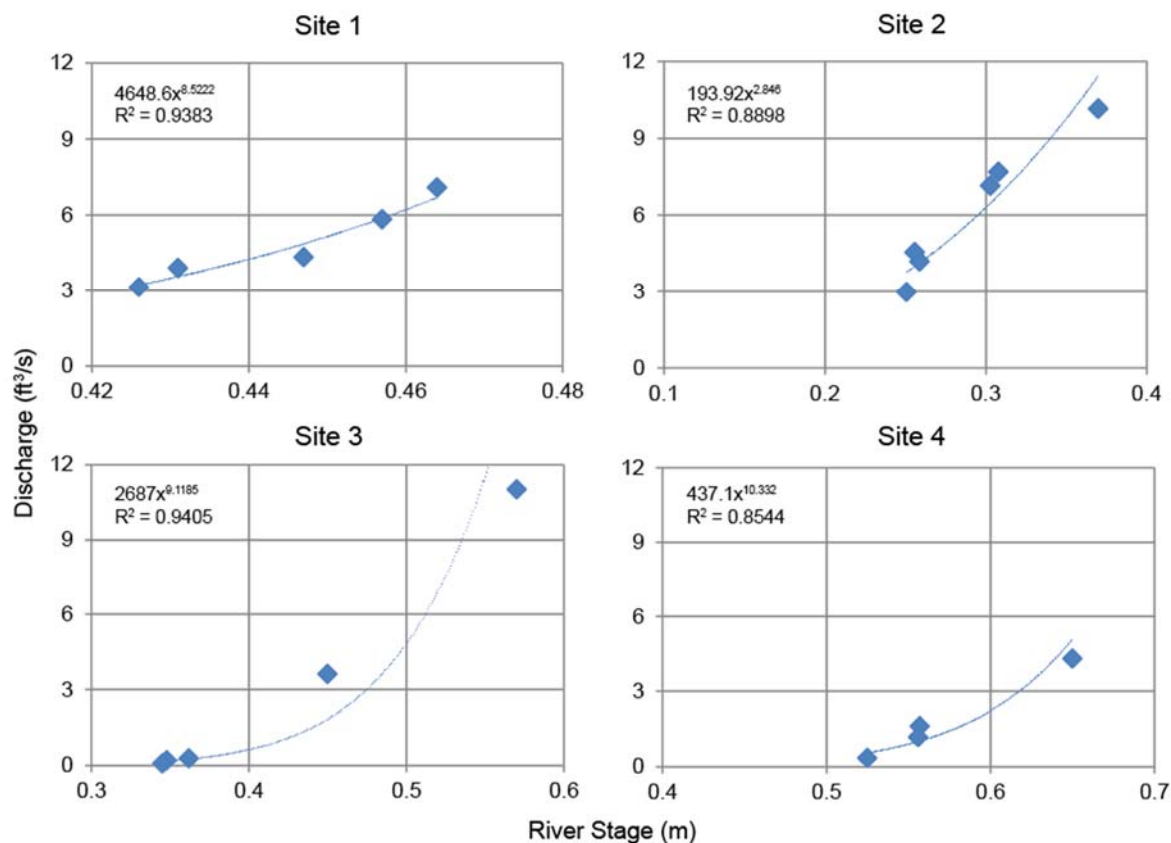 Site 1
12
9
6
3
0
4648.6x^8.5222
R² = 0.9383
0.42 0.44 0.46 0.48
Site 2
12
9
6
3
0
193.92x^2.846
R² = 0.8898
0.1 0.2 0.3 0.4
Discharge (ft³/s)
Site 3
12
9
6
3
0
2687x^9.1185
R² = 0.9405
0.3 0.4 0.5 0.6
Site 4
12
9
6
3
0
437.1x^10.332
R² = 0.8544
0.4 0.5 0.6 0.7
River Stage (m)